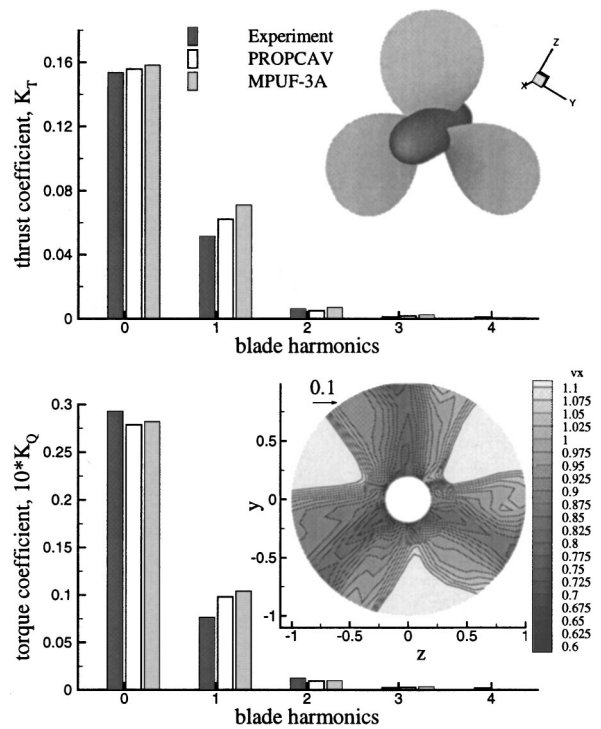 Experiment
PROPCAV
MPUF-3A
Z
X
Y
thrust coefficient, K_T
0.16
0.12
0.08
0.04
0
0 1 2 3 4
blade harmonics
torque coefficient, 10*K_Q
0.3
0.25
0.2
0.15
0.1
0.05
0
0 1 2 3 4
blade harmonics
0.1
y
0.5
0
-0.5
-1
-1 -0.5 0 0.5 1
z
vx
1.1
1.075
1.05
1.025
1
0.975
0.95
0.925
0.9
0.875
0.85
0.825
0.8
0.775
0.75
0.725
0.7
0.675
0.65
0.625
0.6